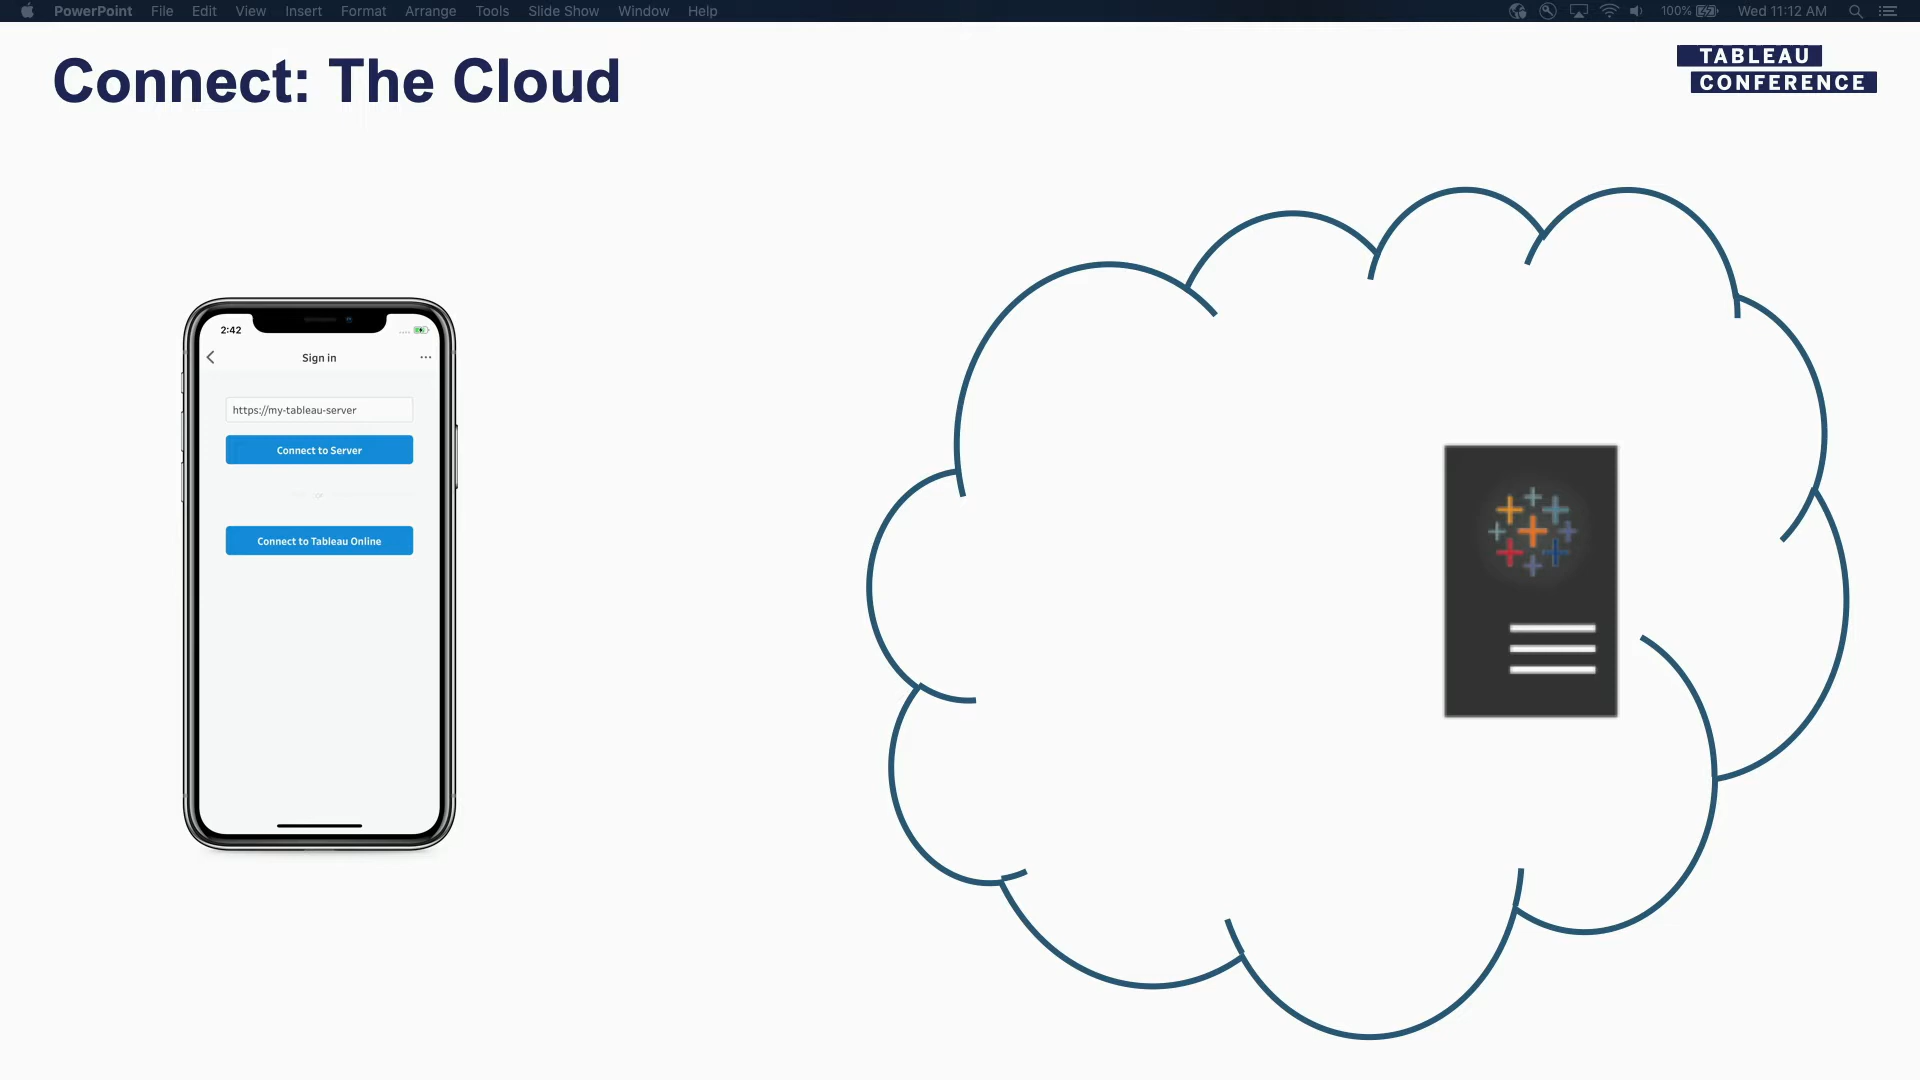 PowerPoint File Edit View Insert Format Arrange Tools Slide Show Window Help 100% Wed 11:12 AM
Connect: The Cloud
TABLEAU
CONFERENCE
2:42
Sign in
https://my-tableau-server
Connect to Server
or
Connect to Tableau Online